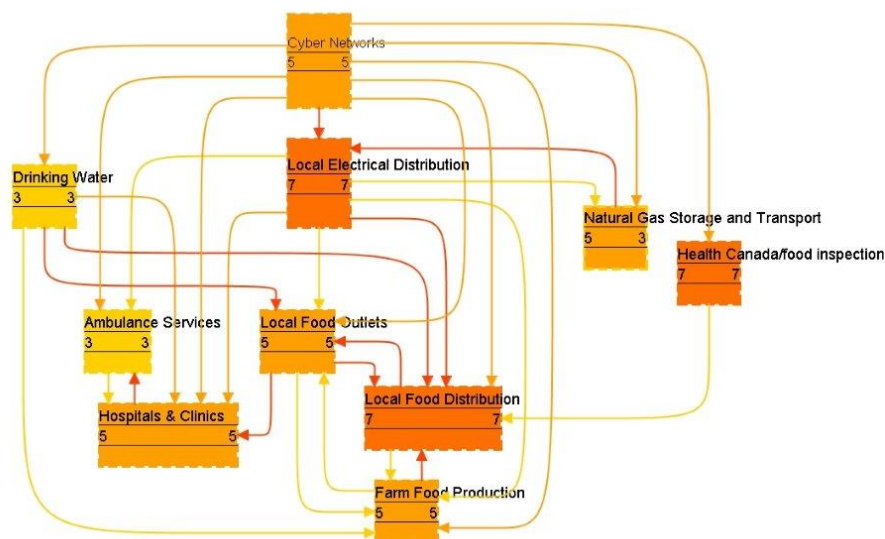 Cyber Networks
5 5
Local Electrical Distribution
7 7
Drinking Water
3 3
Natural Gas Storage and Transport
5 3
Health Canada/food inspection
7 7
Ambulance Services
3 3
Local Food Outlets
5 5
Local Food Distribution
7 7
Hospitals & Clinics
5 5
Farm Food Production
5 5